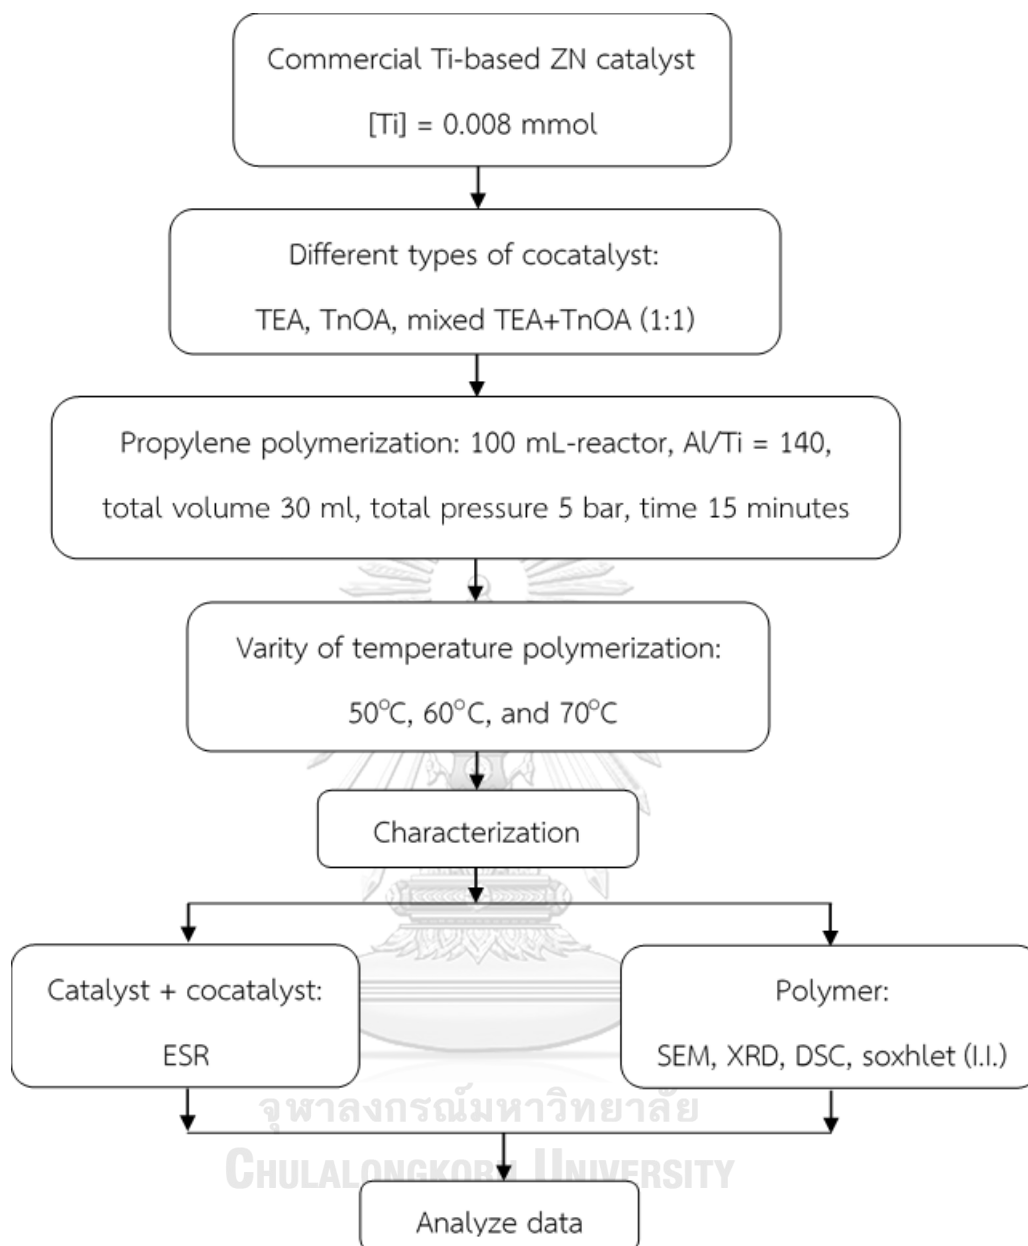 Commercial Ti-based ZN catalyst
[Ti] = 0.008 mmol
Different types of cocatalyst:
TEA, TnOA, mixed TEA+TnOA (1:1)
Propylene polymerization: 100 mL-reactor, Al/Ti = 140,
total volume 30 ml, total pressure 5 bar, time 15 minutes
Varity of temperature polymerization:
50°C, 60°C, and 70°C
Characterization
Catalyst + cocatalyst:
ESR
Polymer:
SEM, XRD, DSC, soxhlet (I.I.)
จุฬาลงกรณ์มหาวิทยาลัย
CHULALONGKORN UNIVERSITY
Analyze data